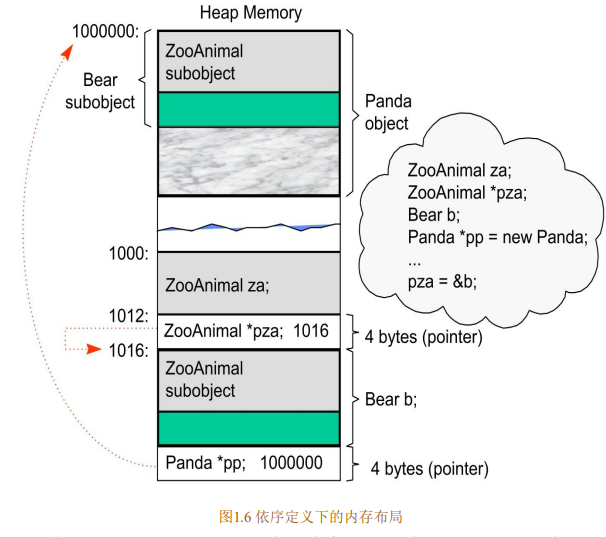 Heap Memory
1000000:
ZooAnimal
subobject
Bear
subobject
Panda
object
ZooAnimal za;
ZooAnimal *pza;
Bear b;
Panda *pp = new Panda;
...
pza = &b;
1000:
ZooAnimal za;
1012:
ZooAnimal *pza; 1016
4 bytes (pointer)
1016:
ZooAnimal
subobject
Bear b;
Panda *pp; 1000000
4 bytes (pointer)
图1.6 依序定义下的内存布局